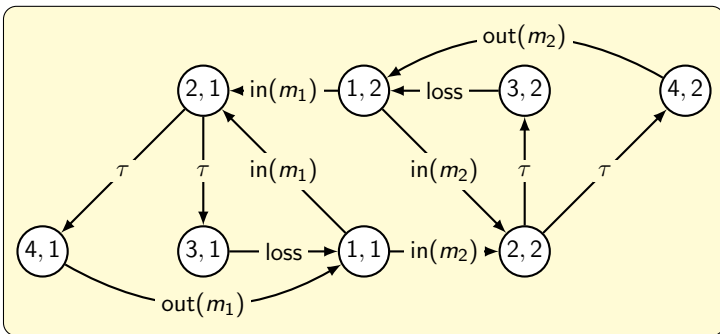 out(m₂)
2, 1
in(m₁)
1, 2
loss
3, 2
4, 2
τ
τ
in(m₁)
in(m₂)
τ
τ
4, 1
3, 1
loss
1, 1
in(m₂)
2, 2
out(m₁)